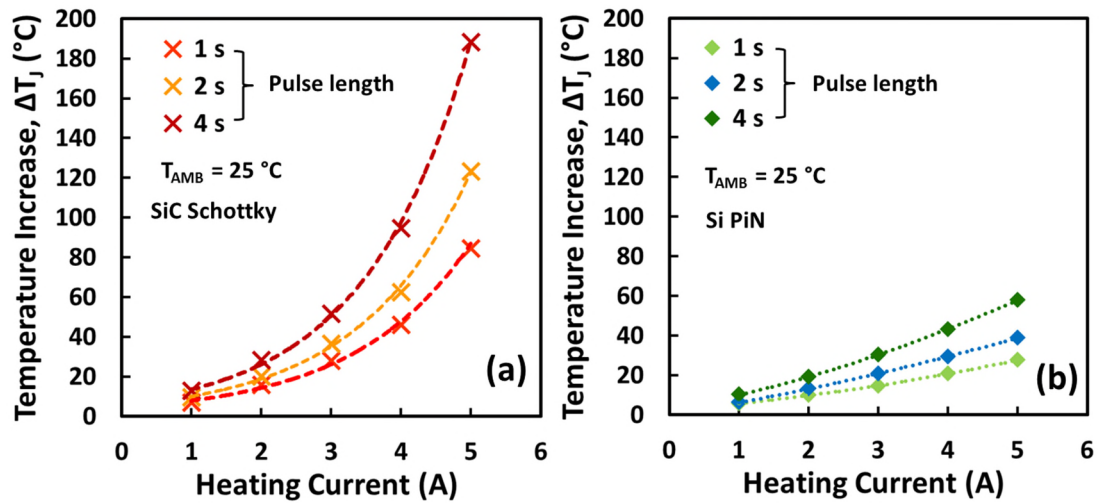 Temperature Increase, ΔTJ (°C)
200
180
160
140
120
100
80
60
40
20
0
1 s
2 s
4 s
Pulse length
TAMB = 25 °C
SiC Schottky
(a)
0 1 2 3 4 5 6
Heating Current (A)
Temperature Increase, ΔTJ (°C)
200
180
160
140
120
100
80
60
40
20
0
1 s
2 s
4 s
Pulse length
TAMB = 25 °C
Si PiN
(b)
0 1 2 3 4 5 6
Heating Current (A)